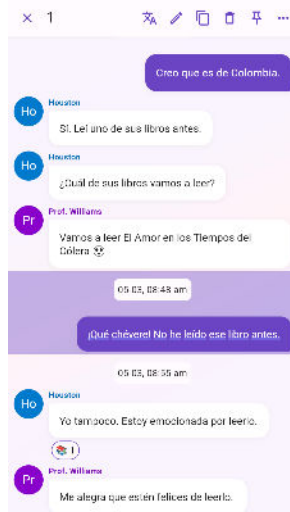 1
Creo que es de Colombia.
Ho
Houston
Sí. Leí uno de sus libros antes.
Ho
Houston
¿Cuál de sus libros vamos a leer?
Pr
Prof. Williams
Vamos a leer El Amor en los Tiempos del
Cólera
05 03, 08:48 am
¡Qué chévere! No he leído ese libro antes.
05 03, 08:55 am
Ho
Houston
Yo tampoco. Estoy emocionada por leerlo.
1
Pr
Prof. Williams
Me alegra que estén felices de leerlo.